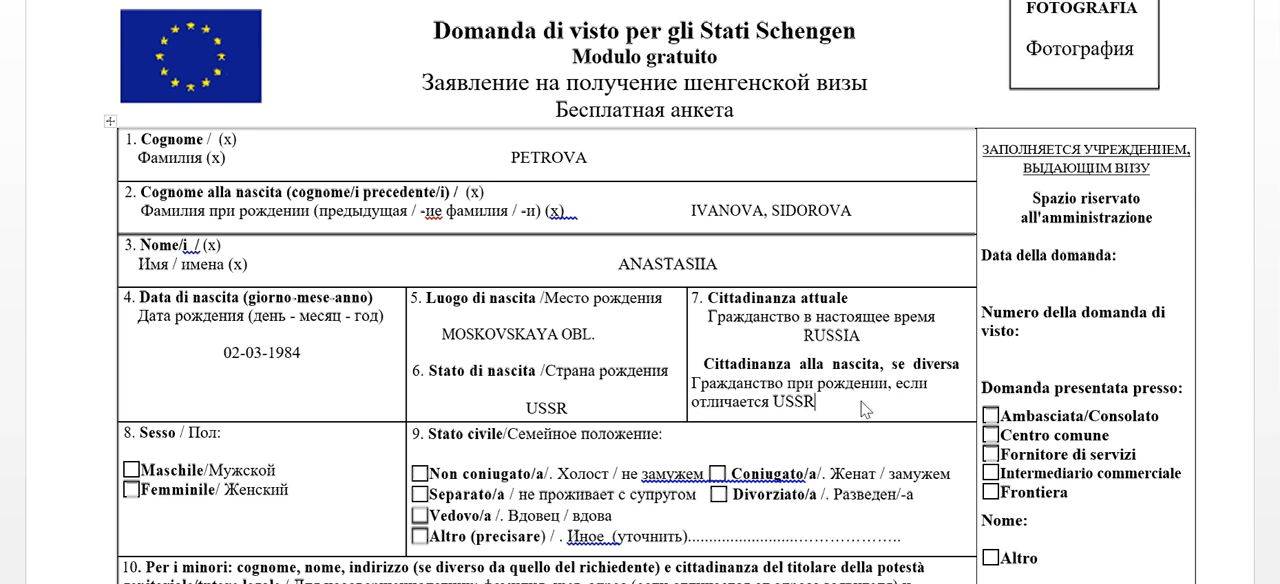 Domanda di visto per gli Stati Schengen
Modulo gratuito
Заявление на получение шенгенской визы
Бесплатная анкета
FOTOGRAFIA
Фотография
1. Cognome / (x)
Фамилия (x)
PETROVA
2. Cognome alla nascita (cognome/i precedente/i) / (x)
Фамилия при рождении (предыдущая / -ие фамилия / -и) (x)
IVANOVA, SIDOROVA
3. Nome/i / (x)
Имя / имена (x)
ANASTASIIA
4. Data di nascita (giorno-mese-anno)
Дата рождения (день - месяц - год)
02-03-1984
5. Luogo di nascita /Место рождения
MOSKOVSKAYA OBL.
6. Stato di nascita /Страна рождения
USSR
7. Cittadinanza attuale
Гражданство в настоящее время
RUSSIA
Cittadinanza alla nascita, se diversa
Гражданство при рождении, если
отличается USSR
8. Sesso / Пол:
Maschile/Мужской
Femminile/ Женский
9. Stato civile/Семейное положение:
Non coniugato/a/. Холост / не замужем Coniugato/a/. Женат / замужем
Separato/a / не проживает с супругом Divorziato/a /. Разведен/-а
Vedovo/a /. Вдовец / вдова
Altro (precisare) / . Иное (уточнить)..........................………………….
10. Per i minori: cognome, nome, indirizzo (se diverso da quello del richiedente) e cittadinanza del titolare della potestà
ЗАПОЛНЯЕТСЯ УЧРЕЖДЕНИЕМ,
ВЫДАЮЩИМ ВИЗУ
Spazio riservato
all'amministrazione
Data della domanda:
Numero della domanda di
visto:
Domanda presentata presso:
Ambasciata/Consolato
Centro comune
Fornitore di servizi
Intermediario commerciale
Frontiera
Nome:
Altro